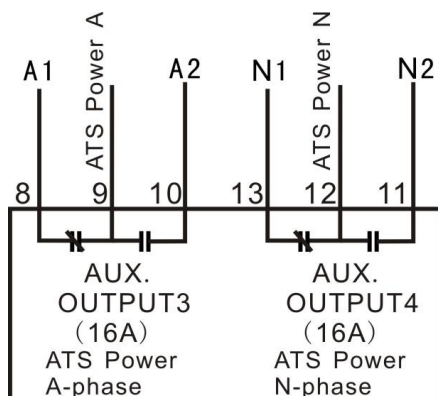 A1
ATS Power A
A2
N1
ATS Power N
N2
8
9
10
13
12
11
AUX.
OUTPUT3
(16A)
ATS Power
A-phase
AUX.
OUTPUT4
(16A)
ATS Power
N-phase